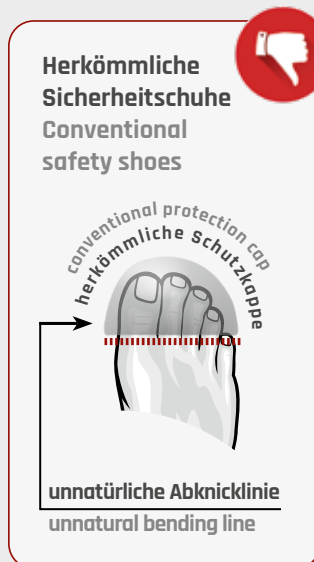 Herkömmliche
Sicherheitschuhe
Conventional
safety shoes
conventional protection cap
herkömmliche Schutzkappe
unnatürliche Abknicklinie
unnatural bending line